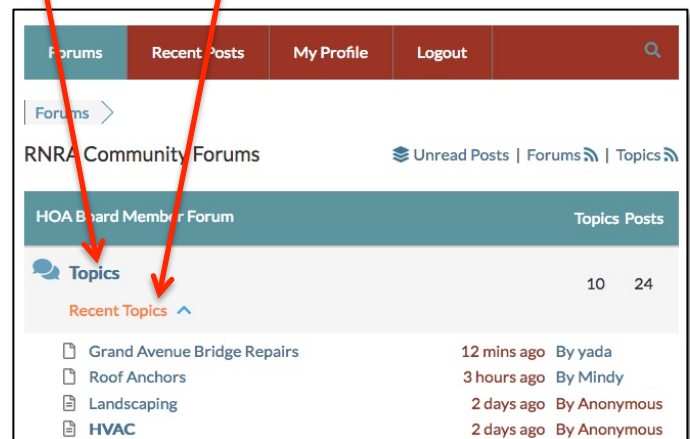 Forums Recent Posts My Profile Logout
Forums
RNRA Community Forums Unread Posts | Forums | Topics
HOA Board Member Forum Topics Posts
Topics 10 24
Recent Topics
Grand Avenue Bridge Repairs 12 mins ago By yada
Roof Anchors 3 hours ago By Mindy
Landscaping 2 days ago By Anonymous
HVAC 2 days ago By Anonymous